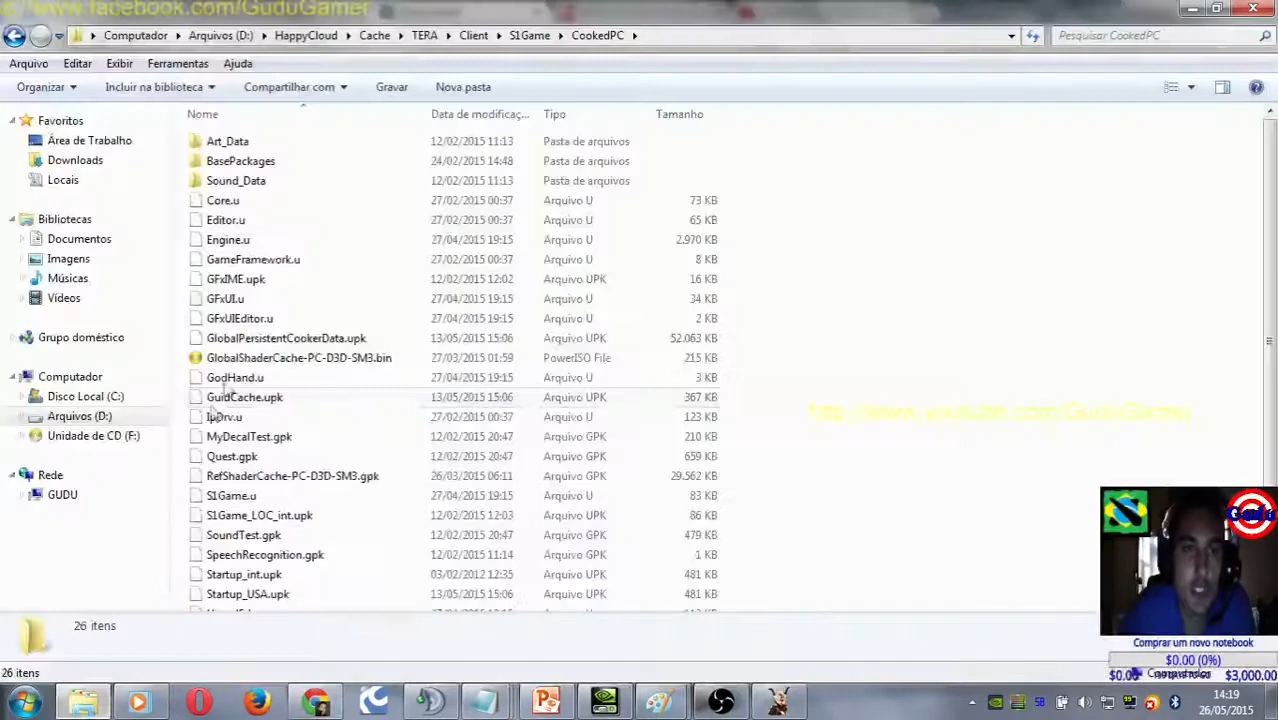 ://www.facebook.com/GuduGamer
Computador Arquivos (D:) HappyCloud Cache TERA Client S1Game CookedPC
Pesquisar CookedPC
Arquivo Editar Exibir Ferramentas Ajuda
Organizar Incluir na biblioteca Compartilhar com Gravar Nova pasta
Nome Data de modificaç... Tipo Tamanho
Favoritos
Área de Trabalho
Downloads
Locais
Bibliotecas
Documentos
Imagens
Músicas
Vídeos
Grupo doméstico
Computador
Disco Local (C:)
Arquivos (D:)
Unidade de CD (F:)
Rede
GUDU
Art_Data 12/02/2015 11:13 Pasta de arquivos
BasePackages 24/02/2015 14:48 Pasta de arquivos
Sound_Data 12/02/2015 11:13 Pasta de arquivos
Core.u 27/02/2015 00:37 Arquivo U 73 KB
Editor.u 27/02/2015 00:37 Arquivo U 65 KB
Engine.u 27/04/2015 19:15 Arquivo U 2.970 KB
GameFramework.u 27/02/2015 00:37 Arquivo U 8 KB
GFxIME.upk 12/02/2015 12:02 Arquivo UPK 16 KB
GFxUI.u 27/04/2015 19:15 Arquivo U 34 KB
GFxUIEditor.u 27/04/2015 19:15 Arquivo U 2 KB
GlobalPersistentCookerData.upk 13/05/2015 15:06 Arquivo UPK 52.063 KB
GlobalShaderCache-PC-D3D-SM3.bin 27/03/2015 01:59 PowerISO File 215 KB
GodHand.u 27/04/2015 19:15 Arquivo U 3 KB
GuidCache.upk 13/05/2015 15:06 Arquivo UPK 367 KB
IpDrv.u 27/02/2015 00:37 Arquivo U 123 KB
MyDecalTest.gpk 12/02/2015 20:47 Arquivo GPK 210 KB
Quest.gpk 12/02/2015 20:47 Arquivo GPK 659 KB
RefShaderCache-PC-D3D-SM3.gpk 26/03/2015 06:11 Arquivo GPK 29.562 KB
S1Game.u 27/04/2015 19:15 Arquivo U 83 KB
S1Game_LOC_int.upk 12/02/2015 12:03 Arquivo UPK 86 KB
SoundTest.gpk 12/02/2015 20:47 Arquivo GPK 479 KB
SpeechRecognition.gpk 12/02/2015 11:14 Arquivo GPK 1 KB
Startup_int.upk 03/02/2012 12:35 Arquivo UPK 481 KB
Startup_USA.upk 13/05/2015 15:06 Arquivo UPK 481 KB
http://www.youtube.com/GuduGamer
Gudu
26 itens
Comprar um novo notebook
$0.00 (0%)
$0.00 $3,000.00
Computador
26 itens
14:19
26/05/2015